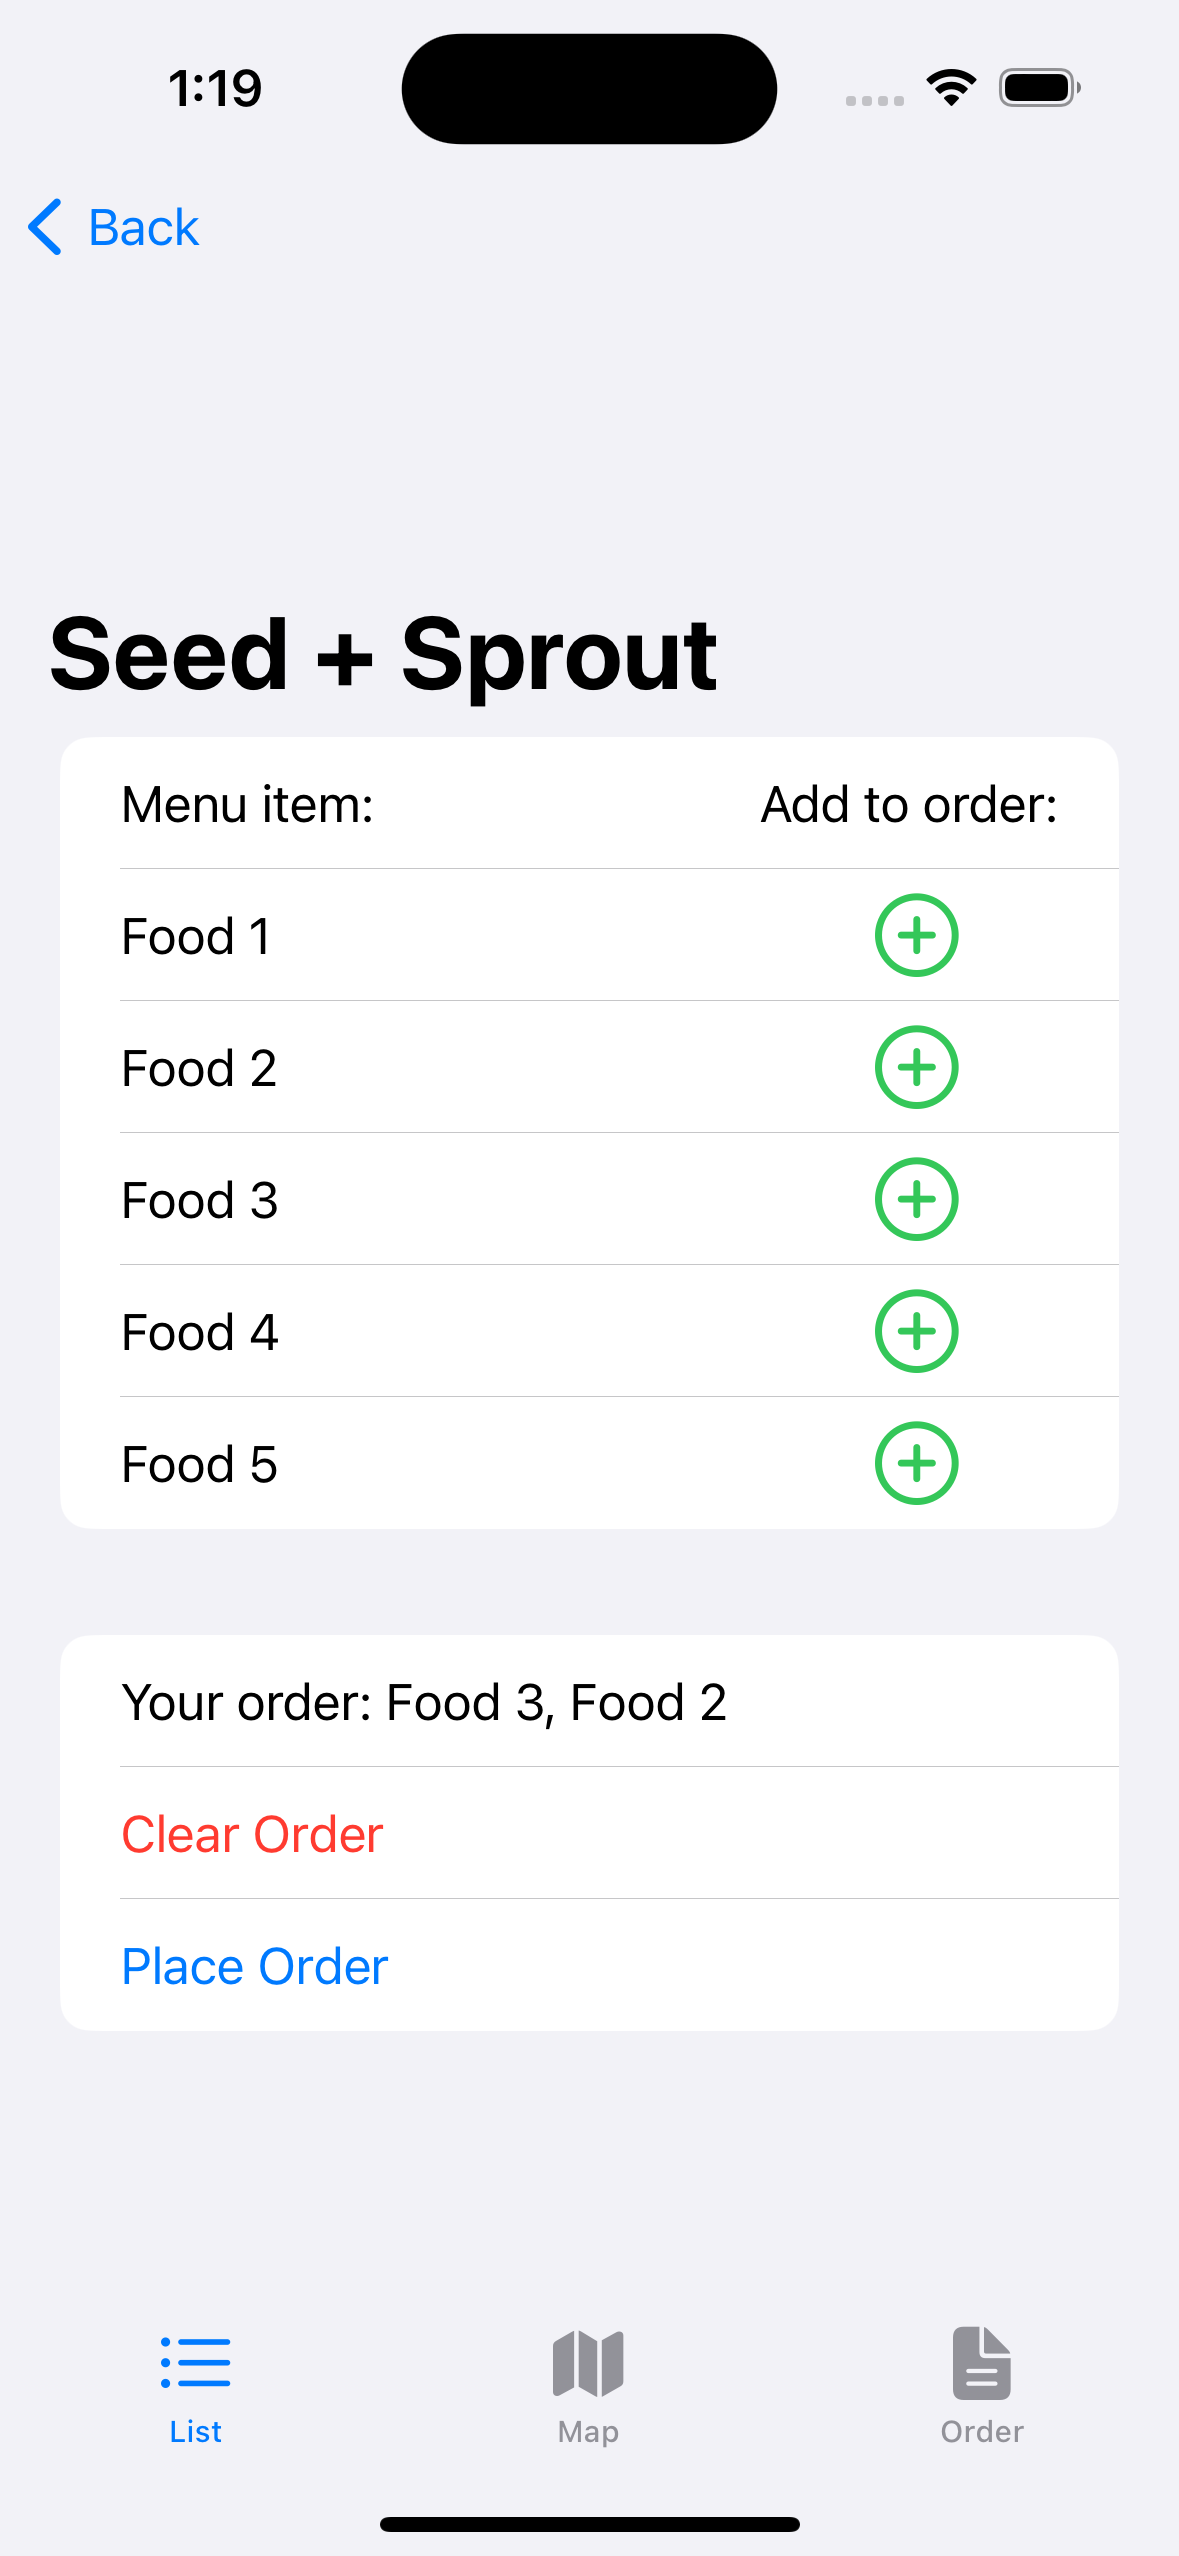 1:19
Back
Seed + Sprout
Menu item: Add to order:
Food 1
Food 2
Food 3
Food 4
Food 5
Your order: Food 3, Food 2
Clear Order
Place Order
List Map Order